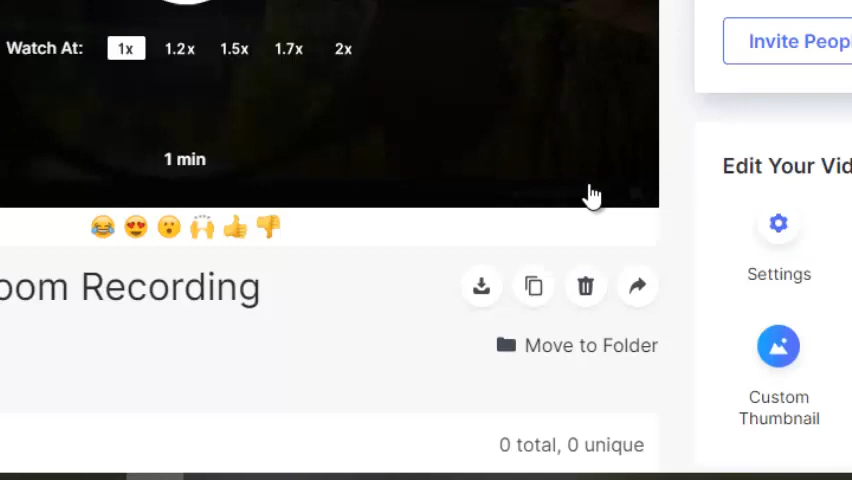 Watch At: 1x 1.2x 1.5x 1.7x 2x
Invite Peopl
1 min
Edit Your Vid
oom Recording
Settings
Move to Folder
Custom
Thumbnail
0 total, 0 unique